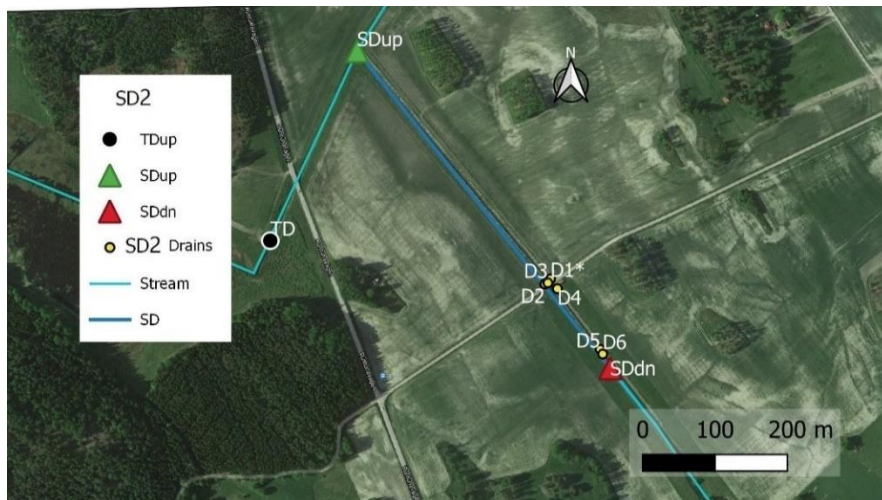 SDup
N
SD2
TDup
SDup
SDdn
SD2 Drains
Stream
SD
TD
D3 D1*
D2 D4
D5 D6
SDdn
0 100 200 m